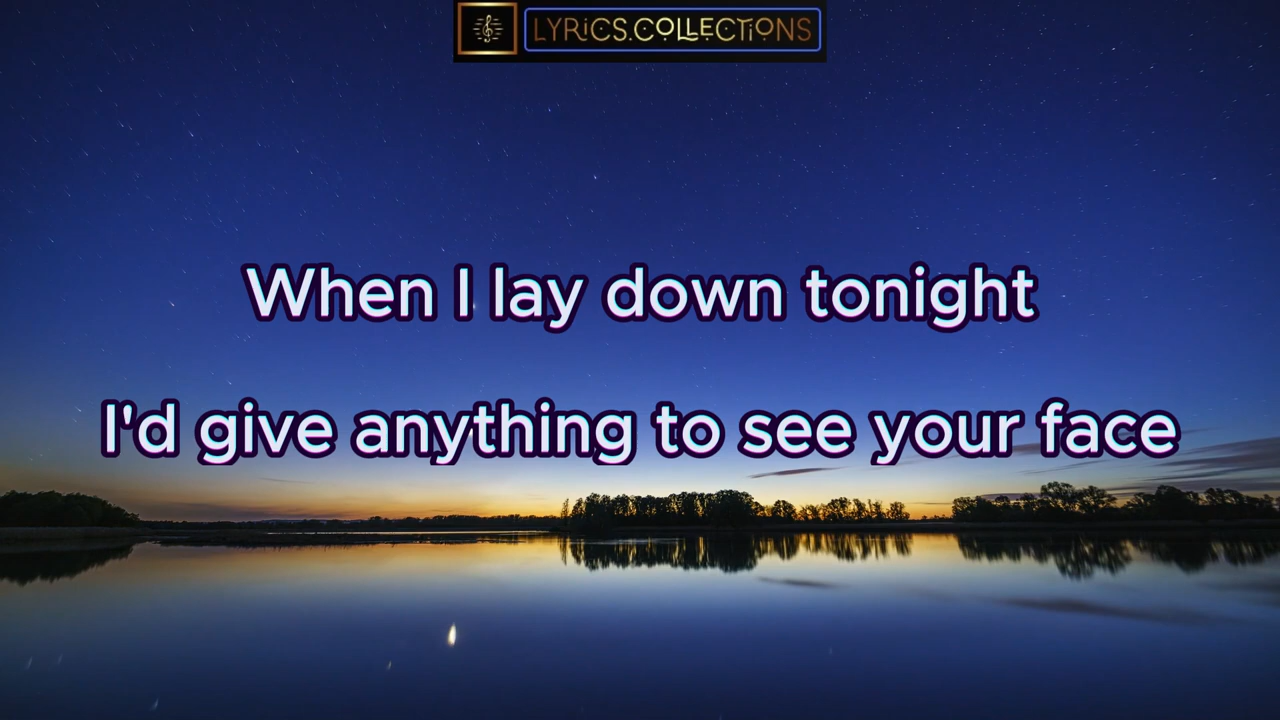 LYRICS.COLLECTIONS
When I lay down tonight
I'd give anything to see your face